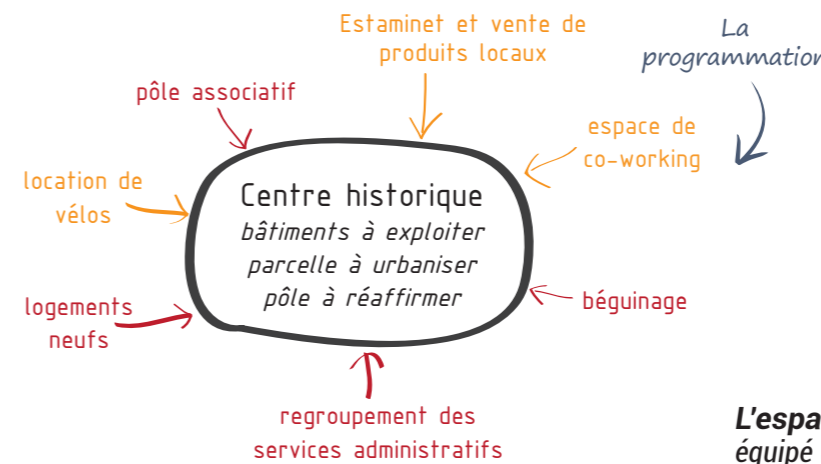 Estaminet et vente de
produits locaux
La
programmation
pôle associatif
espace de
co-working
location de
vélos
Centre historique
bâtiments à exploiter
parcelle à urbaniser
pôle à réaffirmer
logements
neufs
béguinage
regroupement des
services administratifs
L'espa
équipé